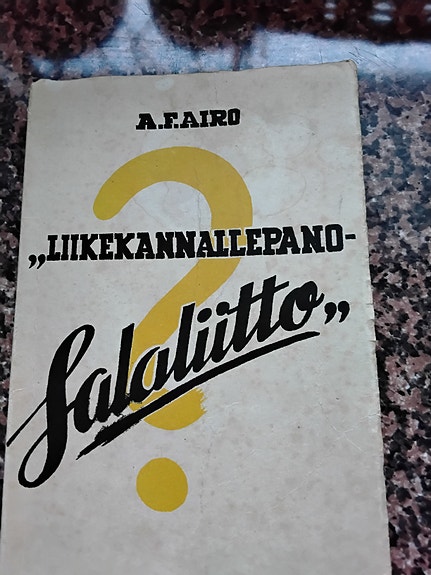 A.F.AIRO
?
„LIIKEKANNALLEPANO-
Salaliitto”